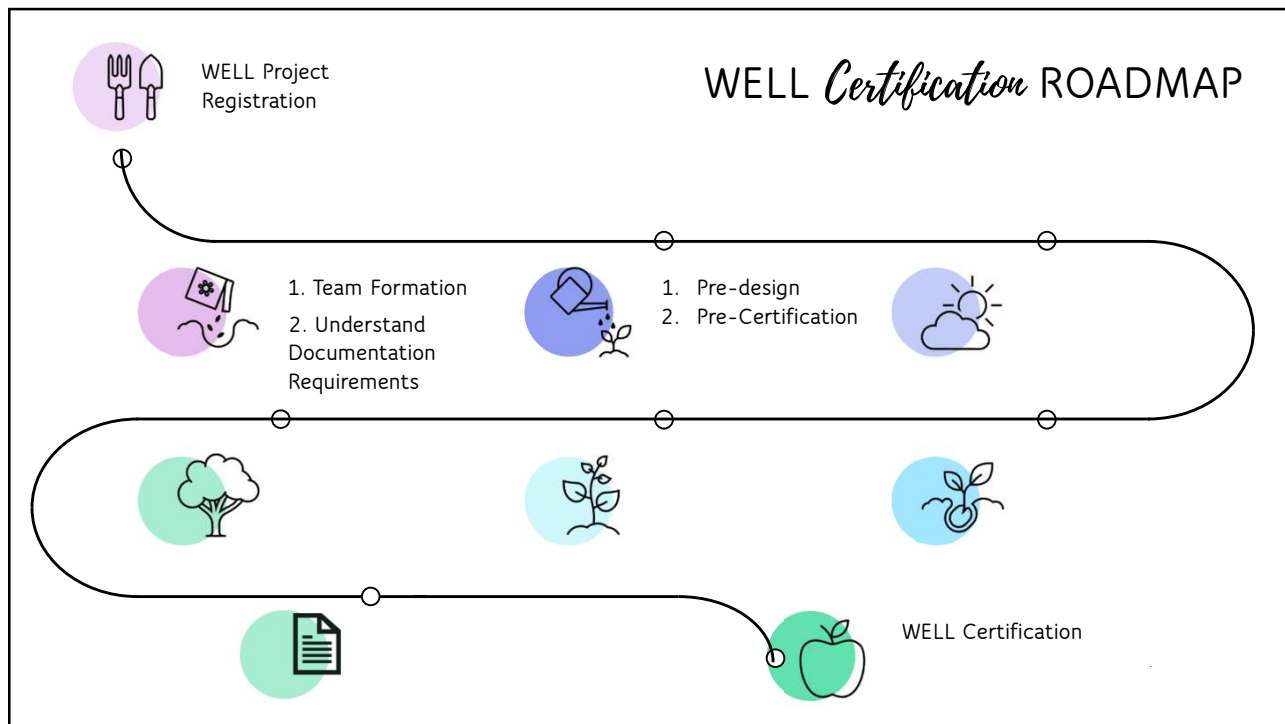 WELL Project
Registration
WELL Certification ROADMAP
1. Team Formation
2. Understand
Documentation
Requirements
1. Pre-design
2. Pre-Certification
WELL Certification